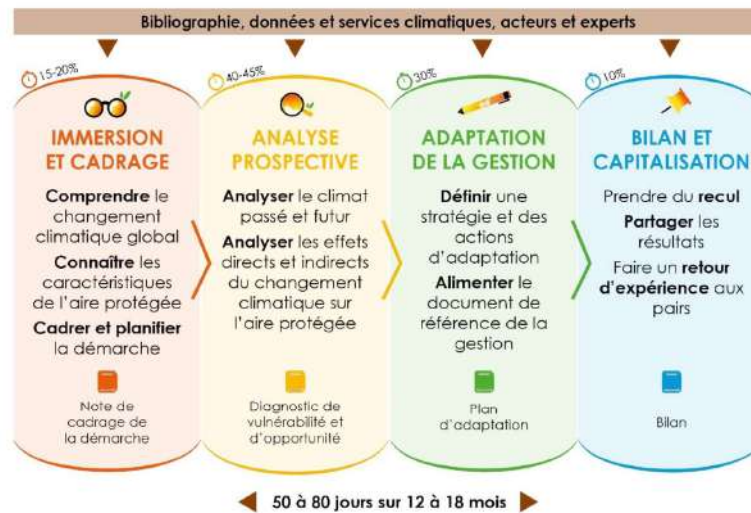 Bibliographie, données et services climatiques, acteurs et experts
15-20%
IMMERSION
ET CADRAGE
Comprendre le
changement
climatique global
Connaître les
caractéristiques
de l'aire protégée
Cadrer et planifier
la démarche
Note de
cadrage de
la démarche
40-45%
ANALYSE
PROSPECTIVE
Analyser le climat
passé et futur
Analyser les effets
directs et indirects
du changement
climatique sur
l'aire protégée
Diagnostic de
vulnérabilité et
d'opportunité
30%
ADAPTATION
DE LA GESTION
Définir une
stratégie et des
actions
d'adaptation
Alimenter le
document de
référence de la
gestion
Plan
d'adaptation
10%
BILAN ET
CAPITALISATION
Prendre du recul
Partager les
résultats
Faire un retour
d'expérience aux
pairs
Bilan
50 à 80 jours sur 12 à 18 mois